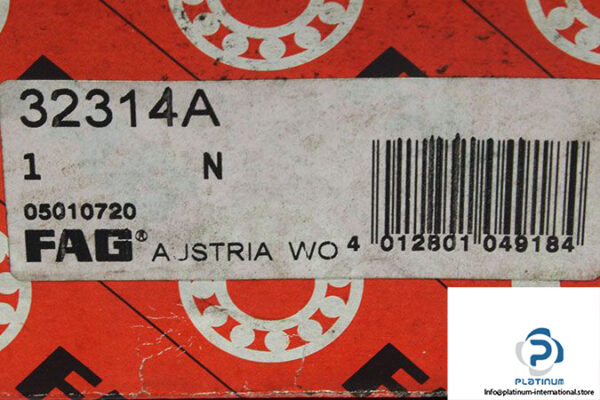 32314A
1 N
05010720
FAG® AUSTRIA WO
4 012801 049184
PLATINUM
Info@platinum-international.store